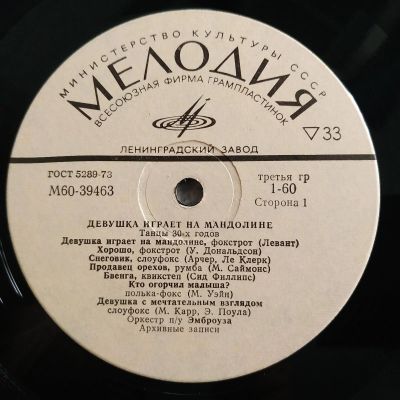 МИНИСТЕРСТВО КУЛЬТУРЫ СССР
МЕЛОДИЯ
ВСЕСОЮЗНАЯ ФИРМА ГРАМПЛАСТИНОК
▽33
ЛЕНИНГРАДСКИЙ ЗАВОД
ГОСТ 5289-73
М60-39463
третья гр
1-60
Сторона 1
ДЕВУШКА ИГРАЕТ НА МАНДОЛИНЕ
Танцы 30-х годов
Девушка играет на мандолине, фокстрот (Левант)
Хорошо, фокстрот (У. Дональдсон)
Снеговик, слоуфокс (Арчер, Ле Клерк)
Продавец орехов, румба (М. Саймонс)
Бвенга, квикстеп (Сид Филлипс)
Кто огорчил малыша?
полька-фокс (М. Уэйн)
Девушка с мечтательным взглядом
слоуфокс (М. Карр, Э. Поула)
Оркестр п/у Эмброуза
Архивные записи